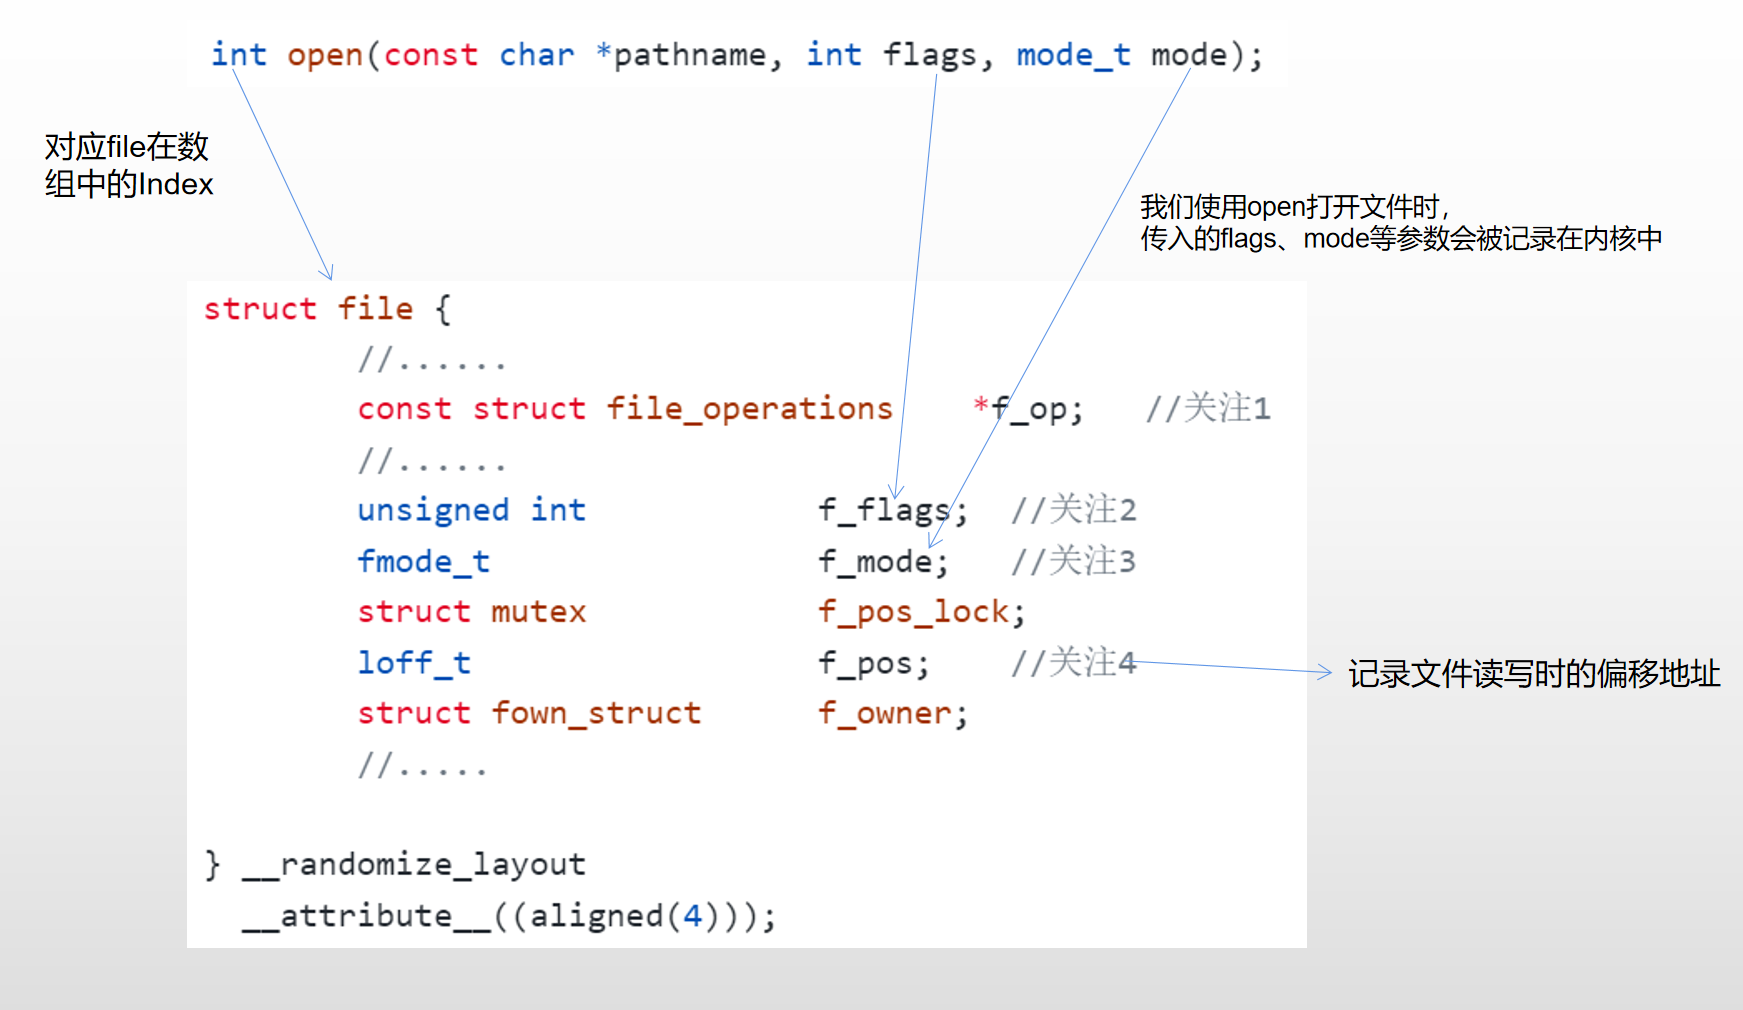 int open(const char *pathname, int flags, mode_t mode);
对应file在数
组中的Index
我们使用open打开文件时,
传入的flags、mode等参数会被记录在内核中
struct file {
//......
const struct file_operations *f_op; //关注1
//......
unsigned int f_flags; //关注2
fmode_t f_mode; //关注3
struct mutex f_pos_lock;
loff_t f_pos; //关注4
记录文件读写时的偏移地址
struct fown_struct f_owner;
//.....
} __randomize_layout
__attribute__((aligned(4)));